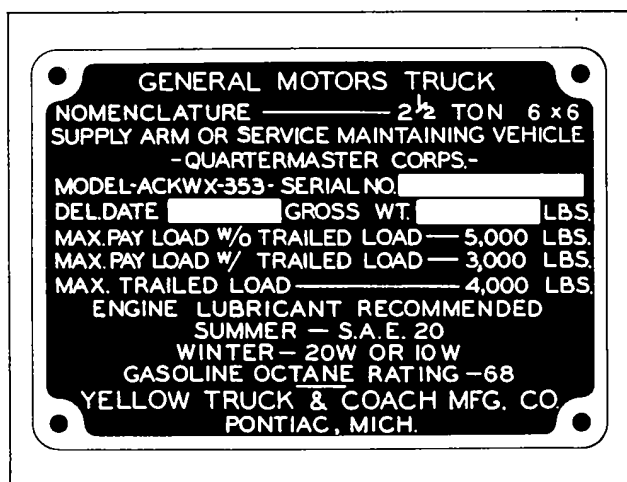 GENERAL MOTORS TRUCK
NOMENCLATURE — 2 1/2 TON 6 x 6
SUPPLY ARM OR SERVICE MAINTAINING VEHICLE
-QUARTERMASTER CORPS.-
MODEL-ACKWX-353- SERIAL NO.
DEL.DATE GROSS WT. LBS.
MAX. PAY LOAD W/O TRAILED LOAD — 5,000 LBS.
MAX. PAY LOAD W/ TRAILED LOAD — 3,000 LBS.
MAX. TRAILED LOAD — 4,000 LBS.
ENGINE LUBRICANT RECOMMENDED
SUMMER — S.A.E. 20
WINTER — 20W OR 10W
GASOLINE OCTANE RATING -68
YELLOW TRUCK & COACH MFG. CO.
PONTIAC, MICH.